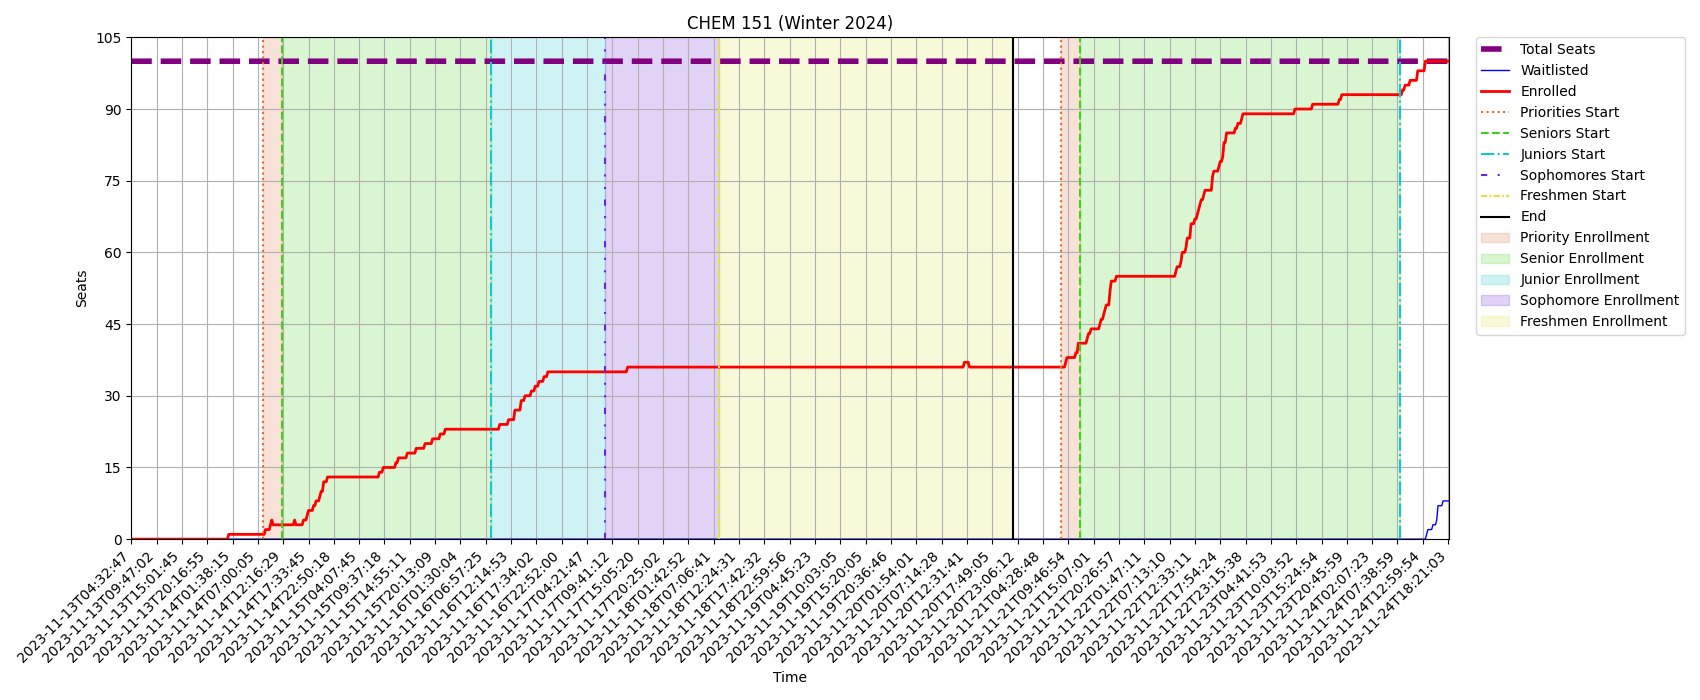 CHEM 151 (Winter 2024)
105
90
75
60
45
30
15
0
Seats
2023-11-13T04:32:47
2023-11-13T09:47:02
2023-11-13T15:01:45
2023-11-13T20:16:55
2023-11-14T01:38:15
2023-11-14T07:00:05
2023-11-14T12:16:29
2023-11-14T17:33:45
2023-11-14T22:50:18
2023-11-15T04:07:45
2023-11-15T09:37:18
2023-11-15T14:55:11
2023-11-15T20:13:09
2023-11-16T01:30:04
2023-11-16T06:57:25
2023-11-16T12:14:53
2023-11-16T17:34:02
2023-11-16T22:52:00
2023-11-17T04:21:47
2023-11-17T09:41:12
2023-11-17T15:05:20
2023-11-17T20:25:02
2023-11-18T01:42:52
2023-11-18T07:06:41
2023-11-18T12:24:31
2023-11-18T17:42:32
2023-11-18T22:59:56
2023-11-19T04:45:23
2023-11-19T10:03:05
2023-11-19T15:20:05
2023-11-19T20:36:46
2023-11-20T01:54:01
2023-11-20T07:14:28
2023-11-20T12:31:41
2023-11-20T17:49:05
2023-11-20T23:06:12
2023-11-21T04:28:48
2023-11-21T09:46:54
2023-11-21T15:07:01
2023-11-21T20:26:57
2023-11-22T01:47:11
2023-11-22T07:13:10
2023-11-22T12:33:11
2023-11-22T17:54:24
2023-11-22T23:15:38
2023-11-23T04:41:53
2023-11-23T10:03:52
2023-11-23T15:24:54
2023-11-23T20:45:59
2023-11-24T02:07:23
2023-11-24T07:38:59
2023-11-24T12:59:54
2023-11-24T18:21:03
Time
Total Seats
Waitlisted
Enrolled
Priorities Start
Seniors Start
Juniors Start
Sophomores Start
Freshmen Start
End
Priority Enrollment
Senior Enrollment
Junior Enrollment
Sophomore Enrollment
Freshmen Enrollment